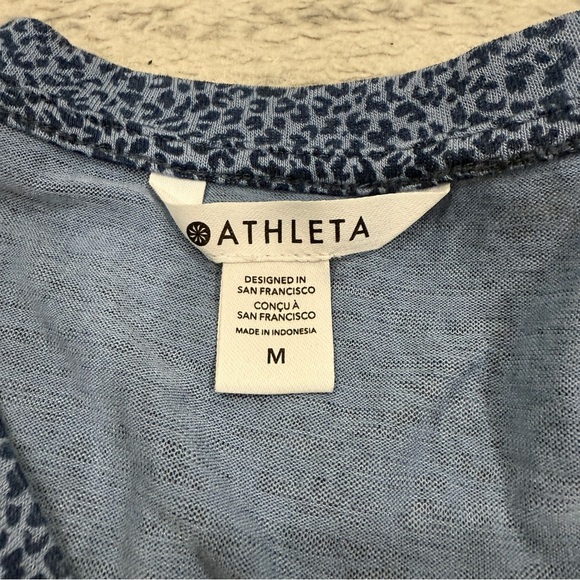 ATHLETA
DESIGNED IN
SAN FRANCISCO
CONÇU À
SAN FRANCISCO
MADE IN INDONESIA
M